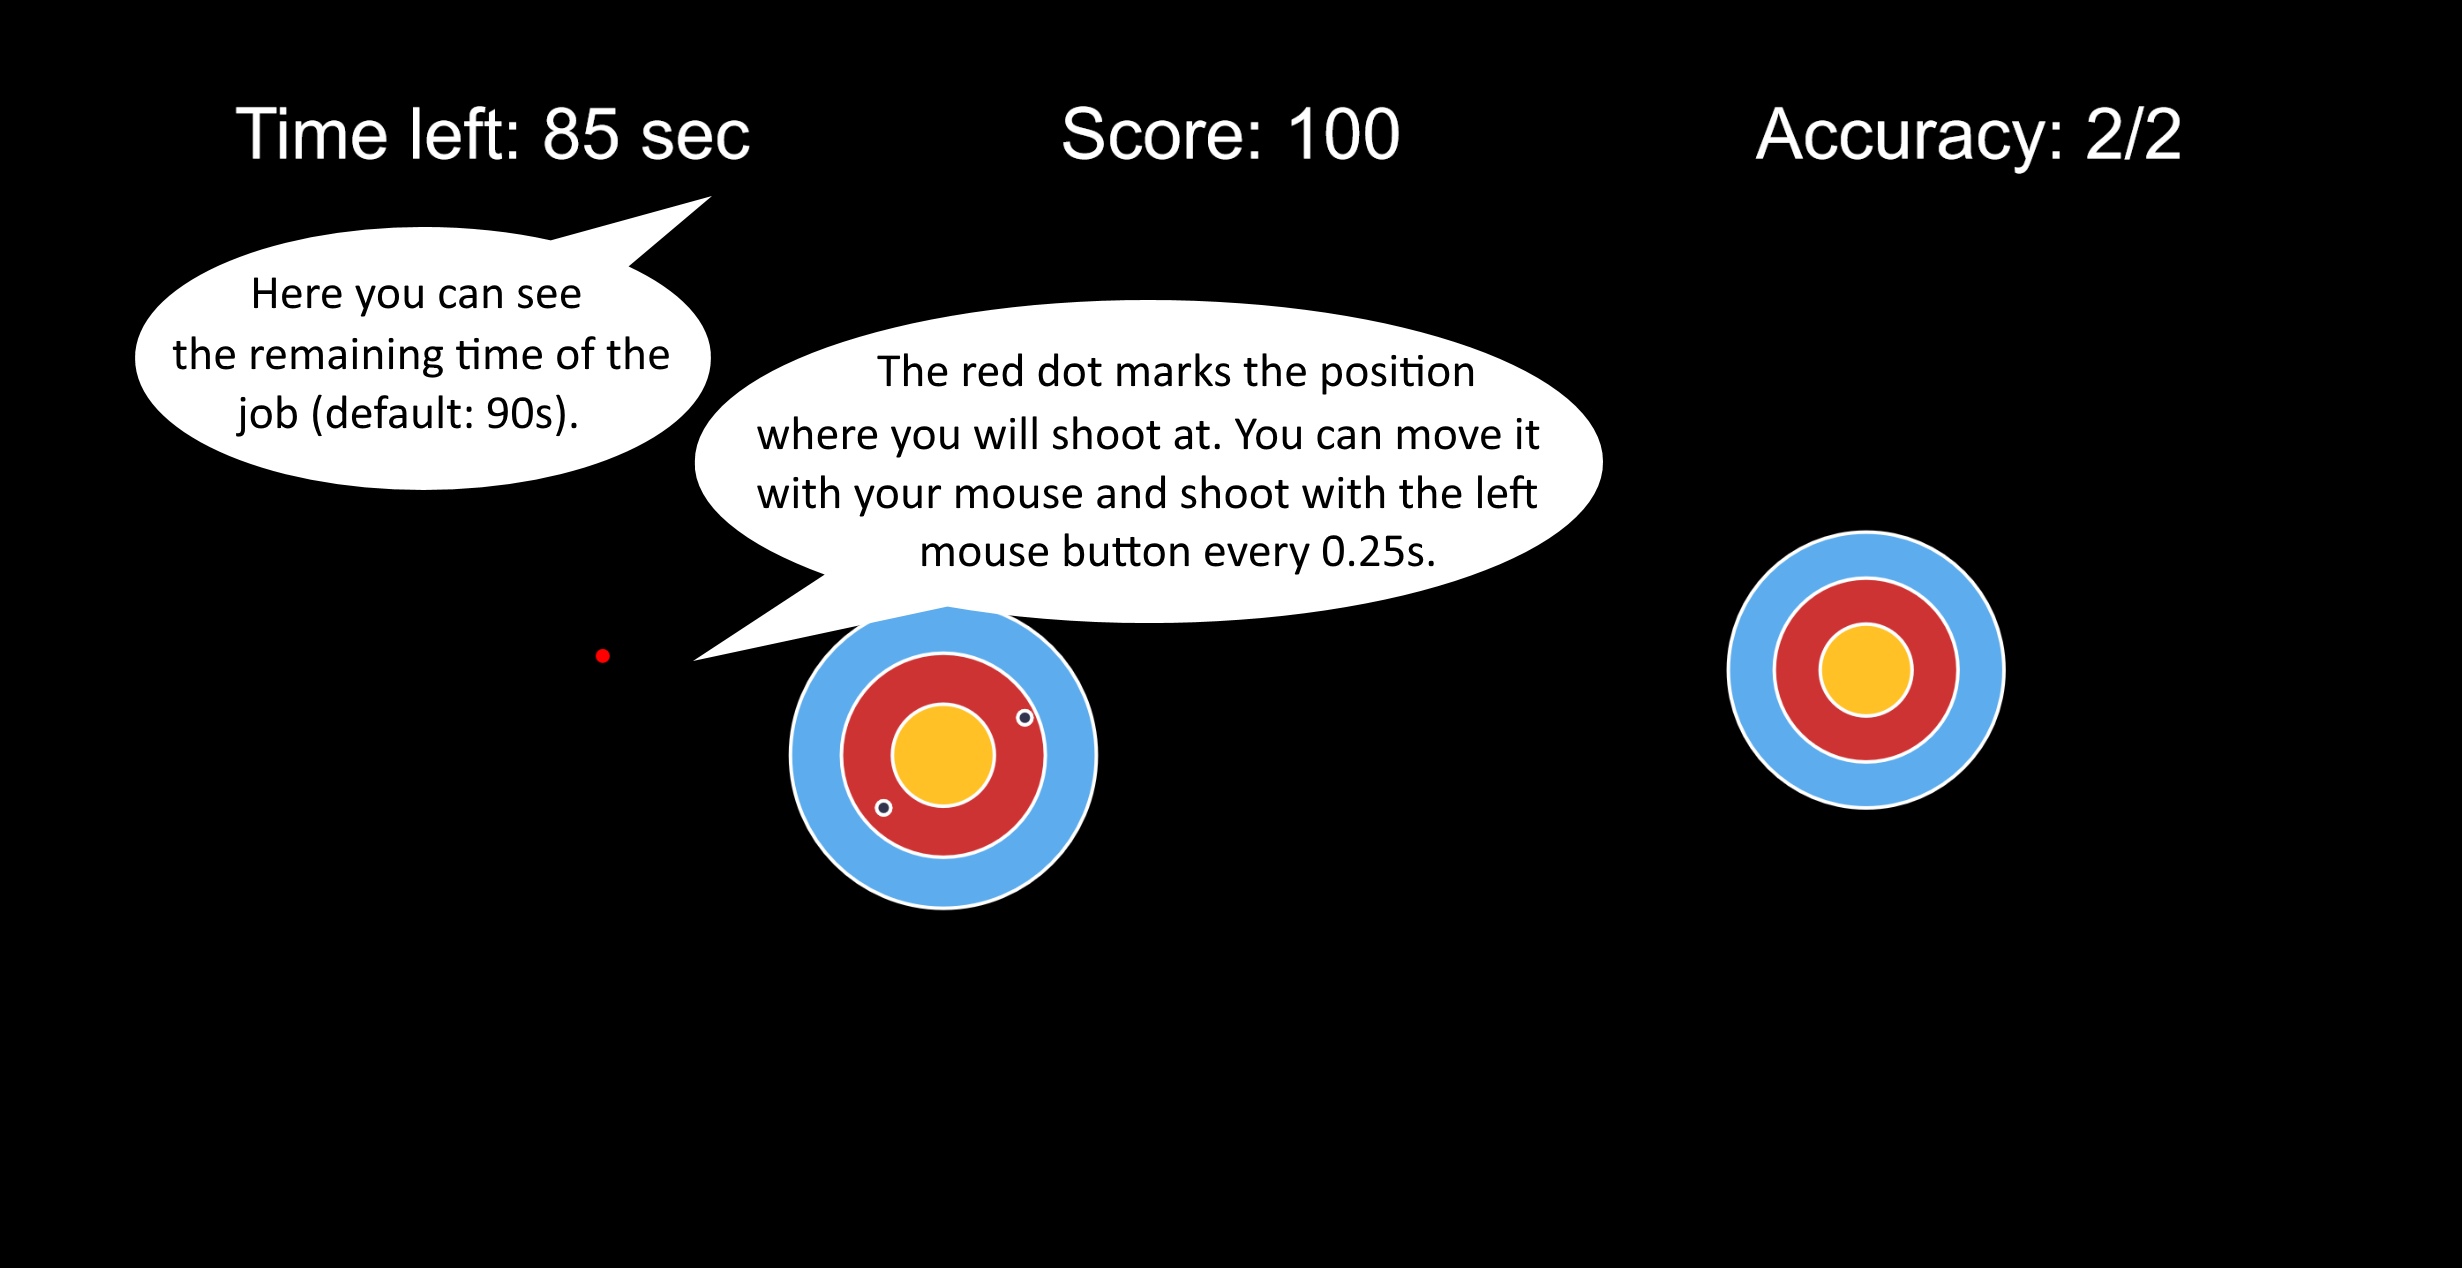 Time left: 85 sec
Score: 100
Accuracy: 2/2
Here you can see
the remaining time of the
job (default: 90s).
The red dot marks the position
where you will shoot at. You can move it
with your mouse and shoot with the left
mouse button every 0.25s.